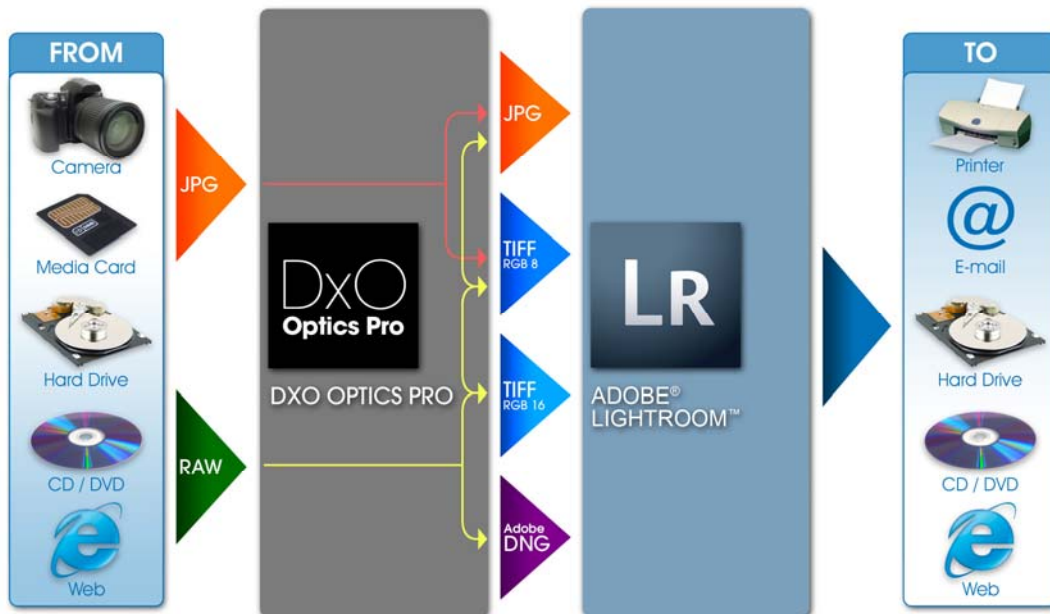 FROM
Camera
Media Card
Hard Drive
CD / DVD
Web
JPG
RAW
DxO
Optics Pro
DXO OPTICS PRO
JPG
TIFF
RGB 8
TIFF
RGB 16
Adobe
DNG
LR
ADOBE®
LIGHTROOM™
TO
Printer
@
E-mail
Hard Drive
CD / DVD
Web